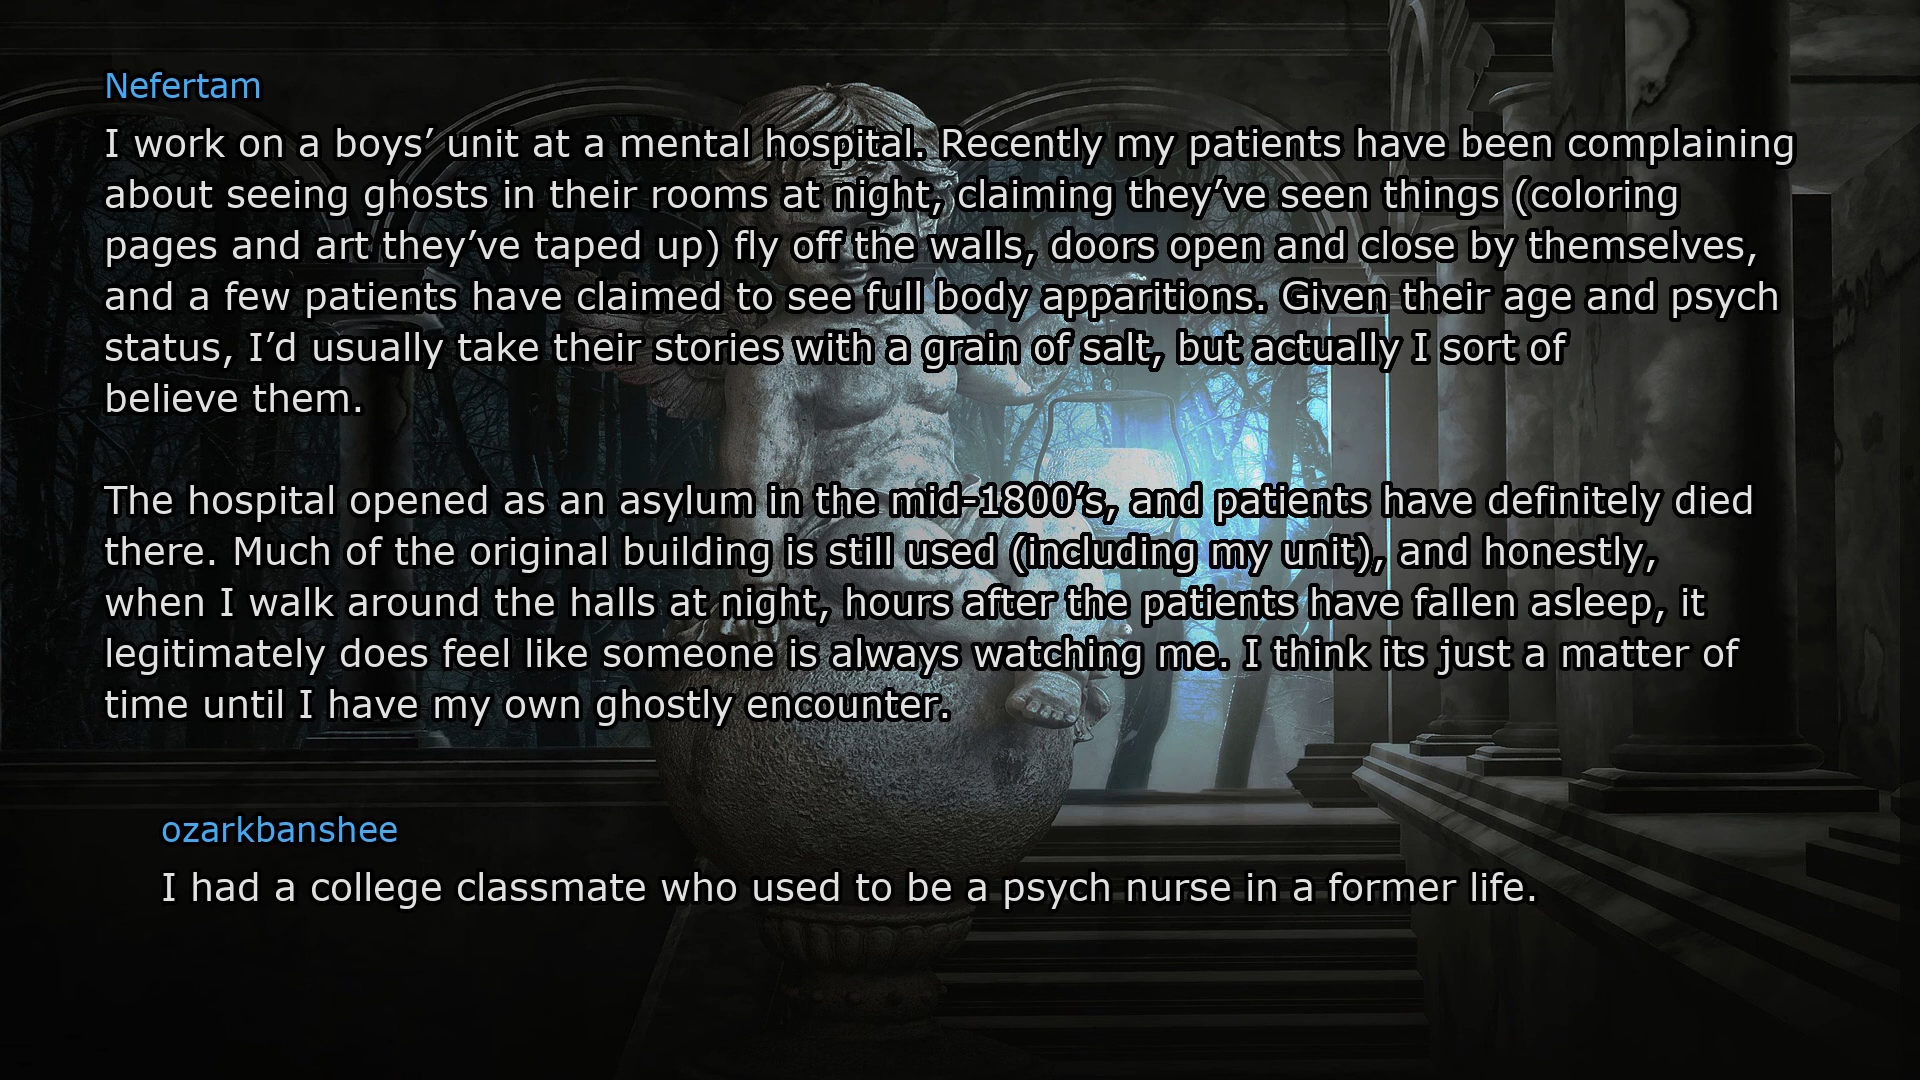 Nefertam
I work on a boys’ unit at a mental hospital. Recently my patients have been complaining
about seeing ghosts in their rooms at night, claiming they’ve seen things (coloring
pages and art they’ve taped up) fly off the walls, doors open and close by themselves,
and a few patients have claimed to see full body apparitions. Given their age and psych
status, I’d usually take their stories with a grain of salt, but actually I sort of
believe them.
The hospital opened as an asylum in the mid-1800’s, and patients have definitely died
there. Much of the original building is still used (including my unit), and honestly,
when I walk around the halls at night, hours after the patients have fallen asleep, it
legitimately does feel like someone is always watching me. I think its just a matter of
time until I have my own ghostly encounter.
ozarkbanshee
I had a college classmate who used to be a psych nurse in a former life.